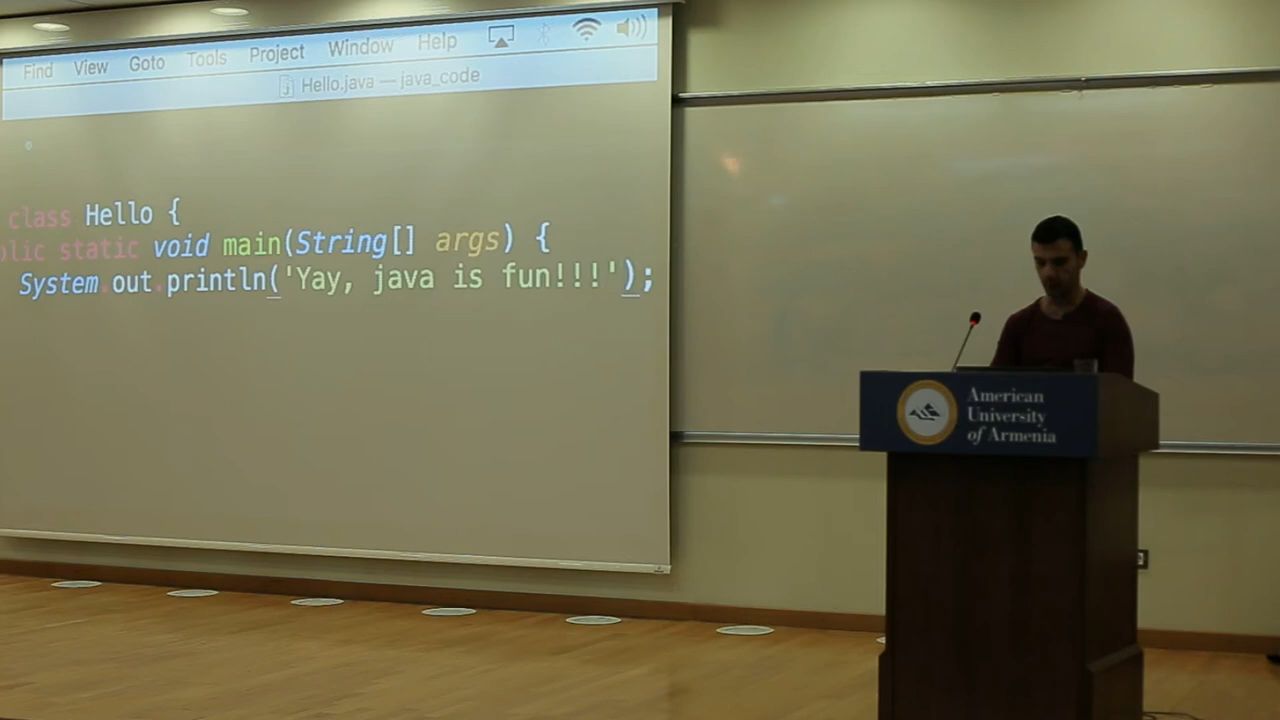 Find View Goto Tools Project Window Help
Hello.java — java_code
class Hello {
blic static void main(String[] args) {
System.out.println('Yay, java is fun!!!');
American
University
of Armenia